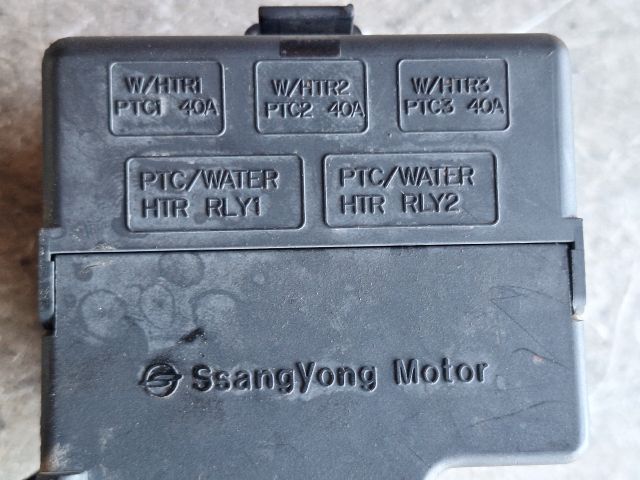 W/HTR1
PTC1 40A
W/HTR2
PTC2 40A
W/HTR3
PTC3 40A
PTC/WATER
HTR RLY1
PTC/WATER
HTR RLY2
SsangYong Motor